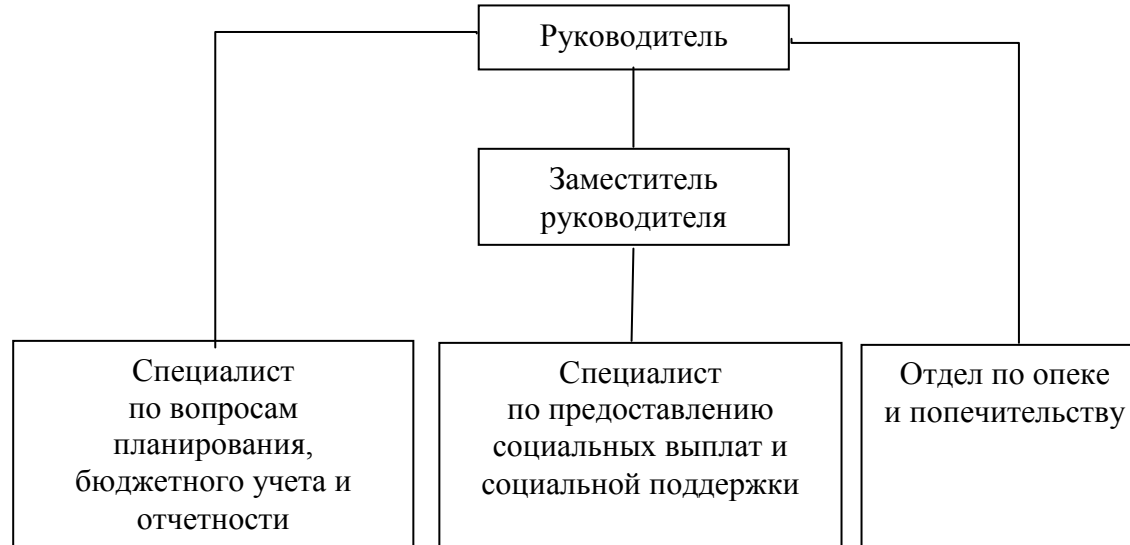 Руководитель
Заместитель
руководителя
Специалист
по вопросам
планирования,
бюджетного учета и
отчетности
Специалист
по предоставлению
социальных выплат и
социальной поддержки
Отдел по опеке
и попечительству